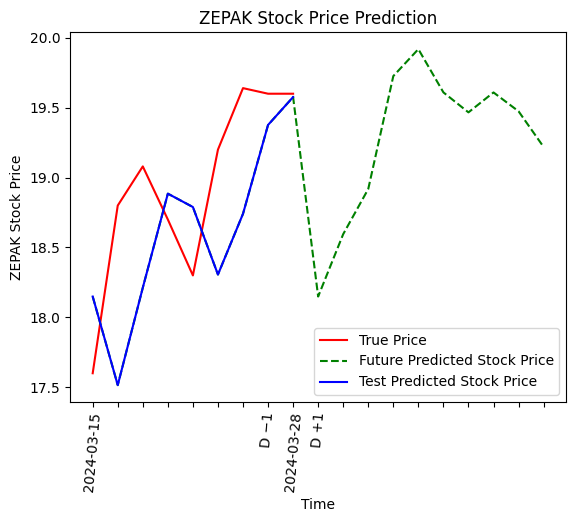 ZEPAK Stock Price Prediction
ZEPAK Stock Price
20.0
19.5
19.0
18.5
18.0
17.5
True Price
Future Predicted Stock Price
Test Predicted Stock Price
2024-03-15
D −1
2024-03-28
D +1
Time